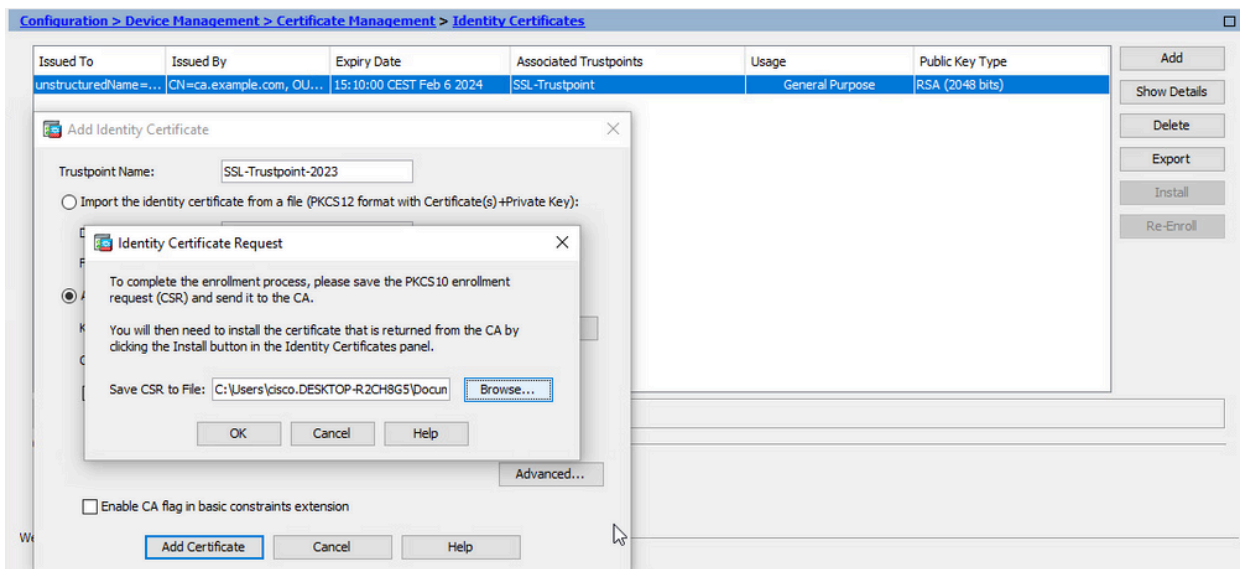 Configuration > Device Management > Certificate Management > Identity Certificates
Issued To Issued By Expiry Date Associated Trustpoints Usage Public Key Type
unstructuredName=... CN=ca.example.com, OU... 15:10:00 CEST Feb 6 2024 SSL-Trustpoint General Purpose RSA (2048 bits)
Add
Show Details
Delete
Export
Install
Re-Enroll
Add Identity Certificate
Trustpoint Name: SSL-Trustpoint-2023
Import the identity certificate from a file (PKCS12 format with Certificate(s)+Private Key):
Identity Certificate Request
To complete the enrollment process, please save the PKCS10 enrollment
request (CSR) and send it to the CA.
You will then need to install the certificate that is returned from the CA by
clicking the Install button in the Identity Certificates panel.
Save CSR to File: C:\Users\cisco.DESKTOP-R2CH8G5\Docum Browse...
OK Cancel Help
Advanced...
Enable CA flag in basic constraints extension
Add Certificate Cancel Help